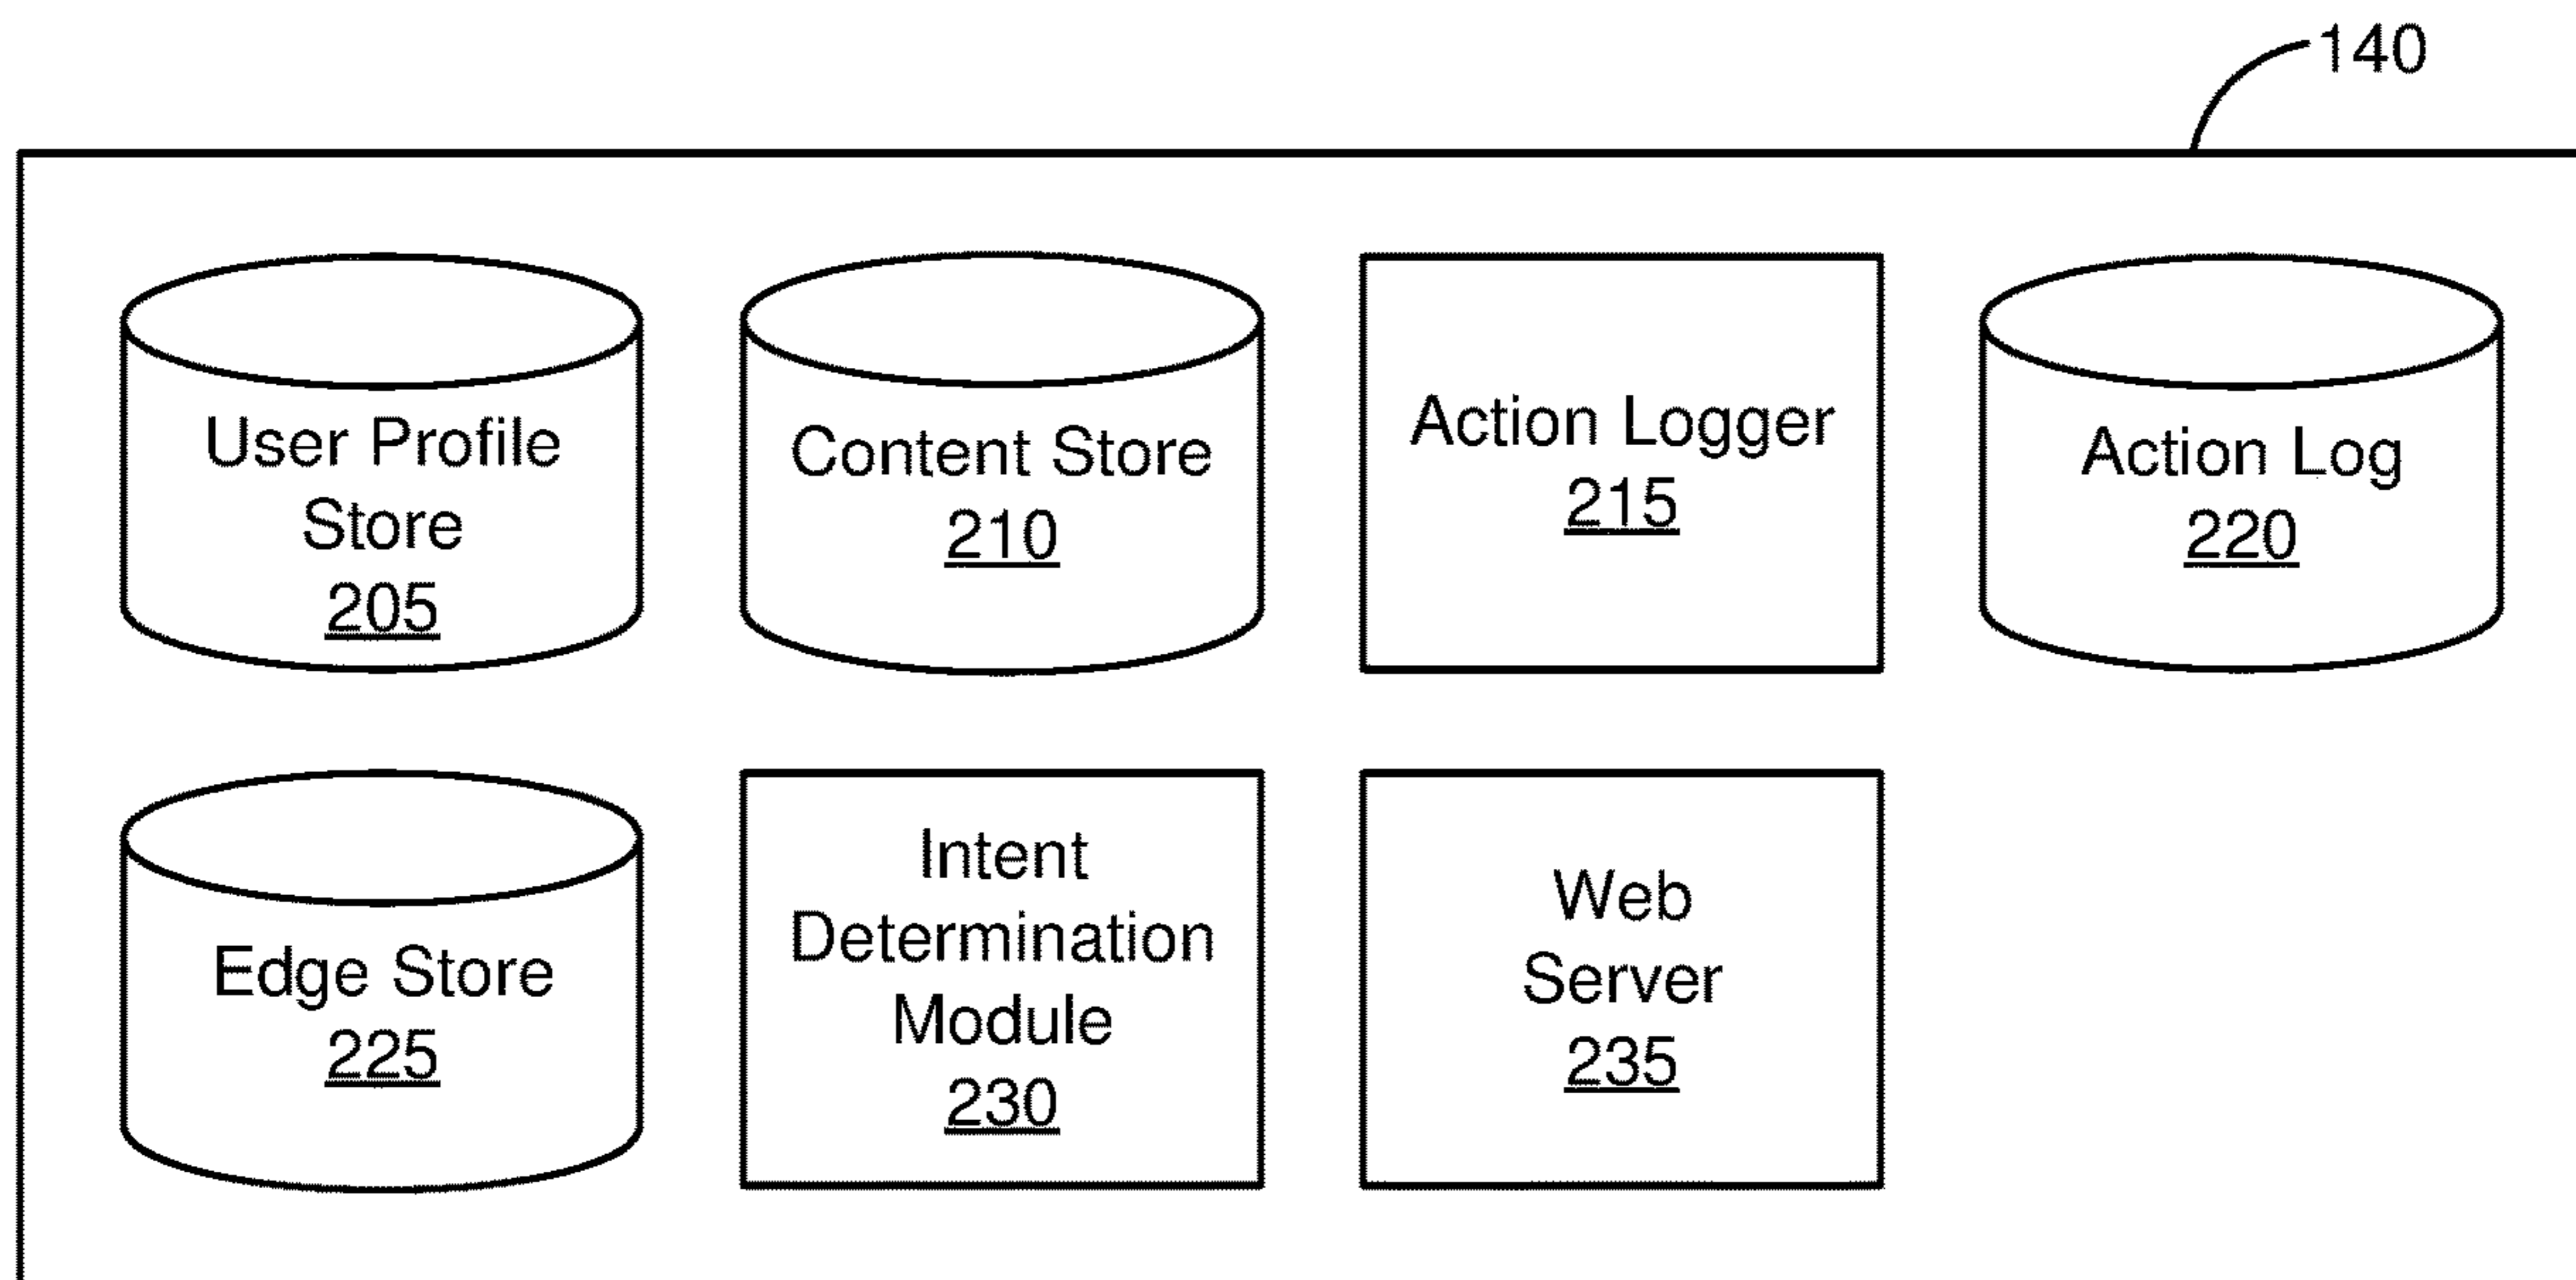 140
User Profile
Store
205
Content Store
210
Action Logger
215
Action Log
220
Edge Store
225
Intent
Determination
Module
230
Web
Server
235